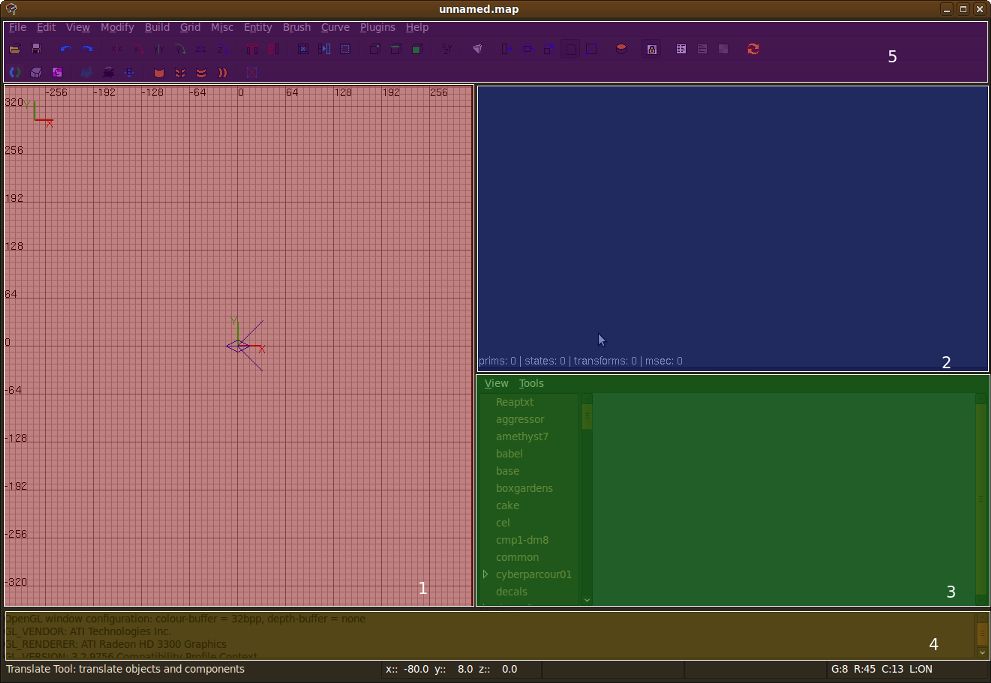 unnamed.map
File Edit View Modify Build Grid Misc Entity Brush Curve Plugins Help
5
-256 -192 -128 -64 0 64 128 192 256
320
Y
X
256
192
128
64
Y
0
X
-64
-128
-192
-256
-320
1
prims: 0 | states: 0 | transforms: 0 | msec: 0
2
View Tools
Reaptxt
aggressor
amethyst7
babel
base
boxgardens
cake
cel
cmp1-dm8
common
cyberparcour01
decals
3
OpenGL window configuration: colour-buffer = 32bpp, depth-buffer = none
GL_VENDOR: ATI Technologies Inc.
GL_RENDERER: ATI Radeon HD 3300 Graphics
GL_VERSION: 3.2.9756 Compatibility Profile Context
4
Translate Tool: translate objects and components
x:: -80.0 y:: 8.0 z:: 0.0
G:8 R:45 C:13 L:ON